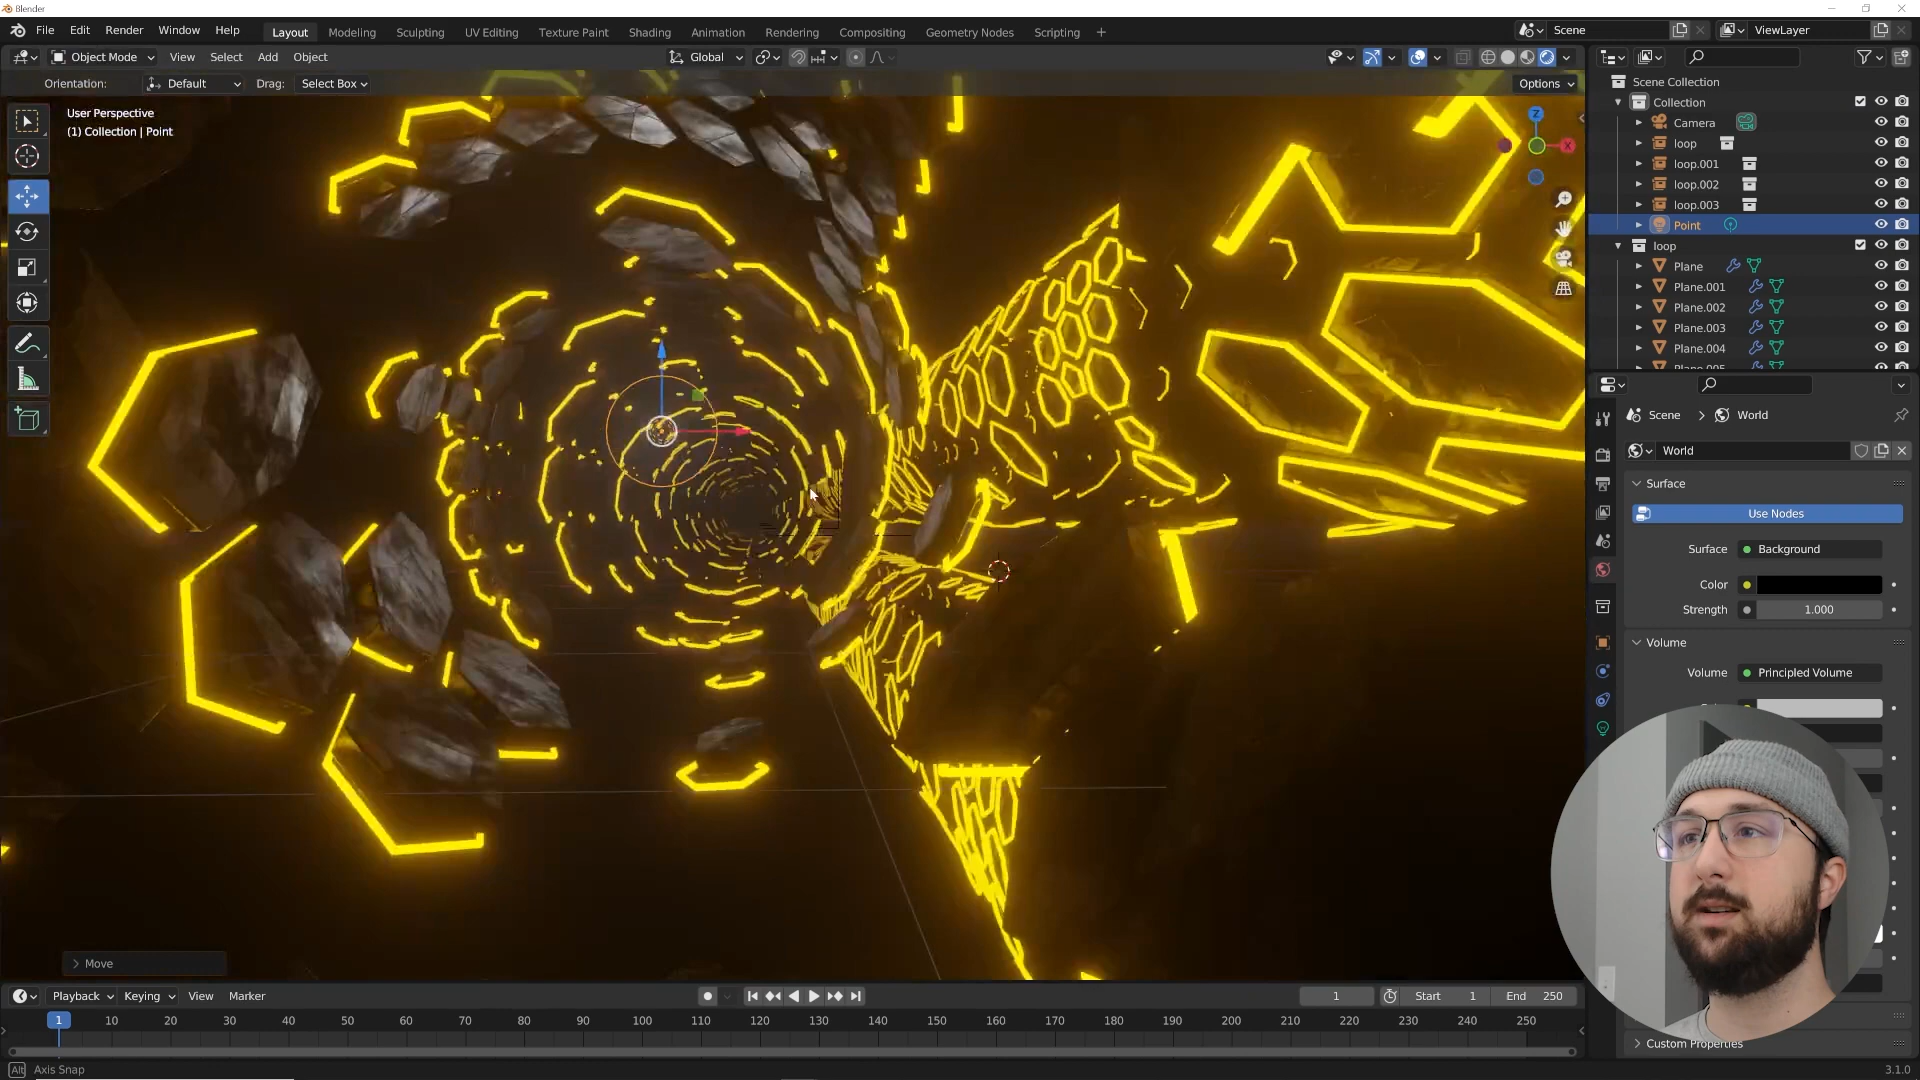 Blender
File Edit Render Window Help
Layout Modeling Sculpting UV Editing Texture Paint Shading Animation Rendering Compositing Geometry Nodes Scripting +
Scene
ViewLayer
Object Mode View Select Add Object
Global
Orientation: Default Drag: Select Box
Options
User Perspective
(1) Collection | Point
Z
X
Scene Collection
Collection
Camera
loop
loop.001
loop.002
loop.003
Point
loop
Plane
Plane.001
Plane.002
Plane.003
Plane.004
Scene > World
World
Surface
Use Nodes
Surface Background
Color
Strength 1.000
Volume
Volume Principled Volume
Custom Properties
Move
Playback Keying View Marker
1
Start 1
End 250
1 10 20 30 40 50 60 70 80 90 100 110 120 130 140 150 160 170 180 190 200 210 220 230 240 250
Alt Axis Snap
3.1.0